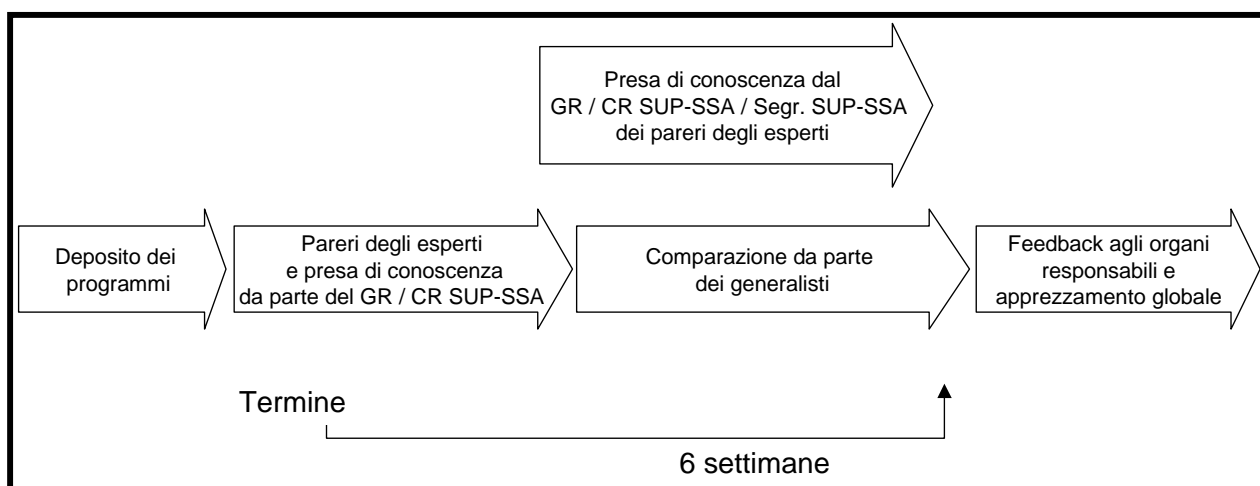 Presa di conoscenza dal
GR / CR SUP-SSA / Segr. SUP-SSA
dei pareri degli esperti
Deposito dei
programmi
Pareri degli esperti
e presa di conoscenza
da parte del GR / CR SUP-SSA
Comparazione da parte
dei generalisti
Feedback agli organi
responsabili e
apprezzamento globale
Termine
6 settimane